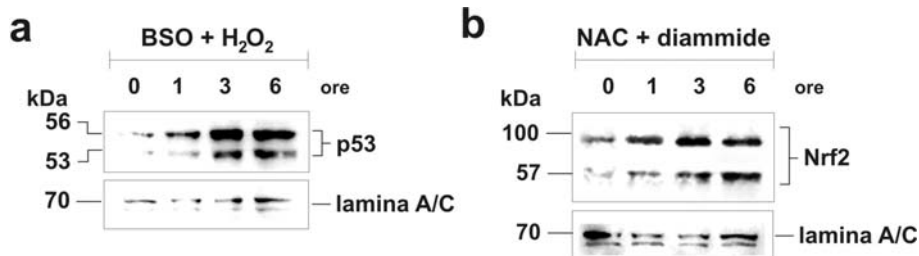 a
BSO + H₂O₂
0 1 3 6 ore
kDa
56
53
p53
70
lamina A/C
b
NAC + diammide
0 1 3 6 ore
kDa
100
57
Nrf2
70
lamina A/C